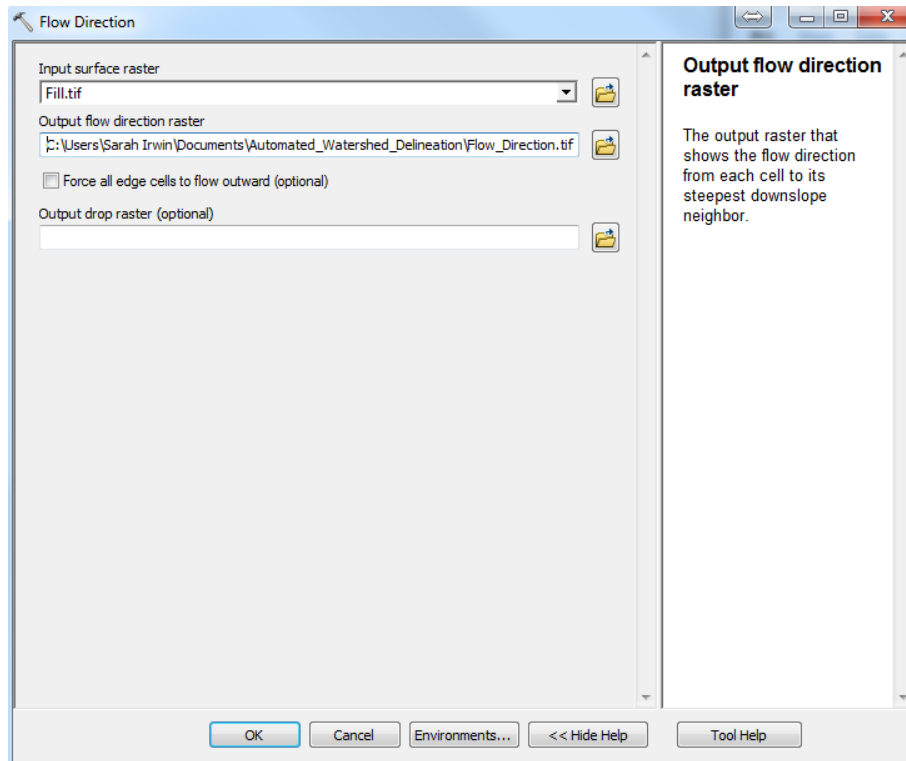 Flow Direction
Input surface raster
Fill.tif
Output flow direction raster
C:\Users\Sarah Irwin\Documents\Automated_Watershed_Delineation\Flow_Direction.tif
Force all edge cells to flow outward (optional)
Output drop raster (optional)
Output flow direction
raster
The output raster that
shows the flow direction
from each cell to its
steepest downslope
neighbor.
OK
Cancel
Environments...
<< Hide Help
Tool Help